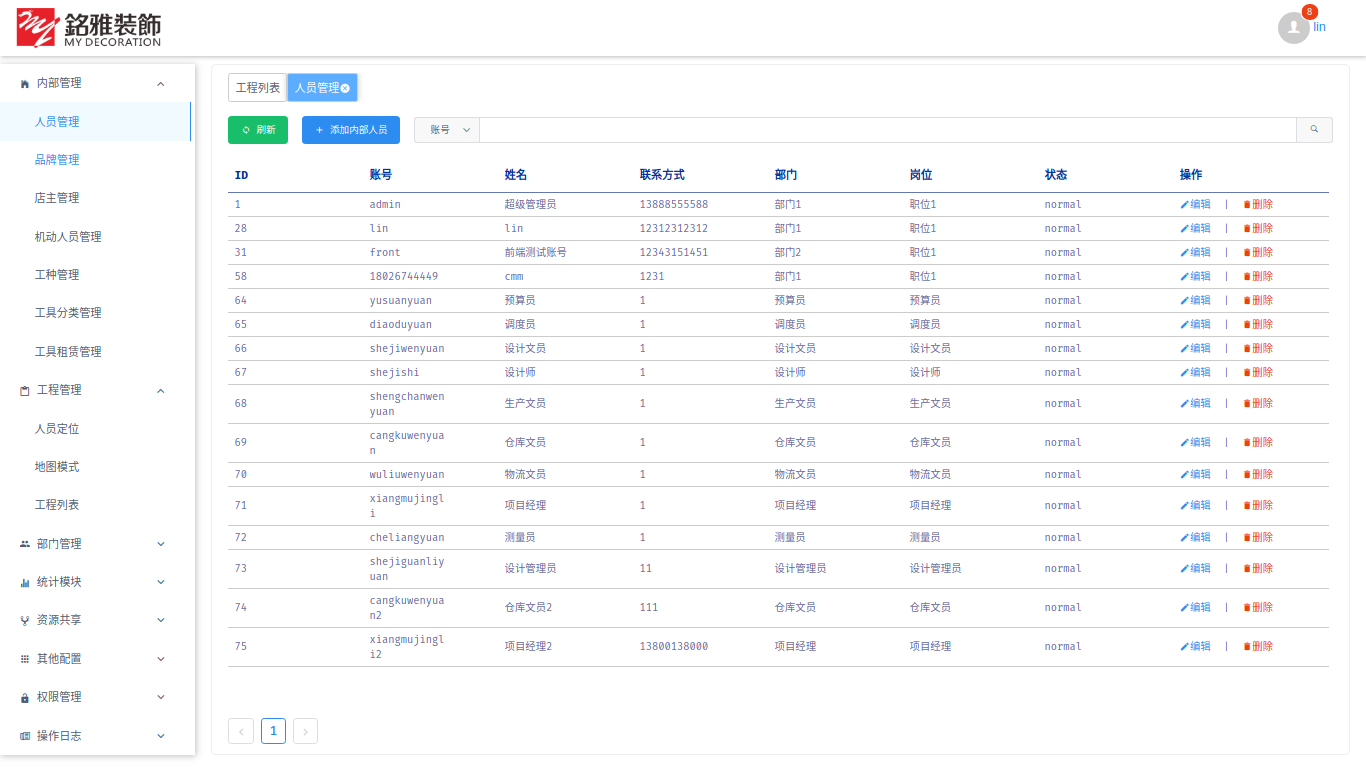 銘雅裝飾
MY DECORATION
8
lin
内部管理
人员管理
品牌管理
店主管理
机动人员管理
工种管理
工具分类管理
工具租赁管理
工程管理
人员定位
地图模式
工程列表
部门管理
统计模块
资源共享
其他配置
权限管理
操作日志
工程列表 人员管理
刷新 + 添加内部人员 账号
ID 账号 姓名 联系方式 部门 岗位 状态 操作
1 admin 超级管理员 13888555588 部门1 职位1 normal 编辑 | 删除
28 lin lin 12312312312 部门1 职位1 normal 编辑 | 删除
31 front 前端测试账号 12343151451 部门2 职位1 normal 编辑 | 删除
58 18026744449 cmm 1231 部门1 职位1 normal 编辑 | 删除
64 yusuanyuan 预算员 1 预算员 预算员 normal 编辑 | 删除
65 diaoduyuan 调度员 1 调度员 调度员 normal 编辑 | 删除
66 shejiwenyuan 设计文员 1 设计文员 设计文员 normal 编辑 | 删除
67 shejishi 设计师 1 设计师 设计师 normal 编辑 | 删除
shengchanwen
68 生产文员 1 生产文员 生产文员 normal 编辑 | 删除
yuan
cangkuwenyua
69 仓库文员 1 仓库文员 仓库文员 normal 编辑 | 删除
n
70 wuliuwenyuan 物流文员 1 物流文员 物流文员 normal 编辑 | 删除
xiangmujingl
71 项目经理 1 项目经理 项目经理 normal 编辑 | 删除
i
72 cheliangyuan 测量员 1 测量员 测量员 normal 编辑 | 删除
shejiguanliy
73 设计管理员 11 设计管理员 设计管理员 normal 编辑 | 删除
uan
cangkuwenyua
74 仓库文员2 111 仓库文员 仓库文员 normal 编辑 | 删除
n2
xiangmujingl
75 项目经理2 13800138000 项目经理 项目经理 normal 编辑 | 删除
i2
1